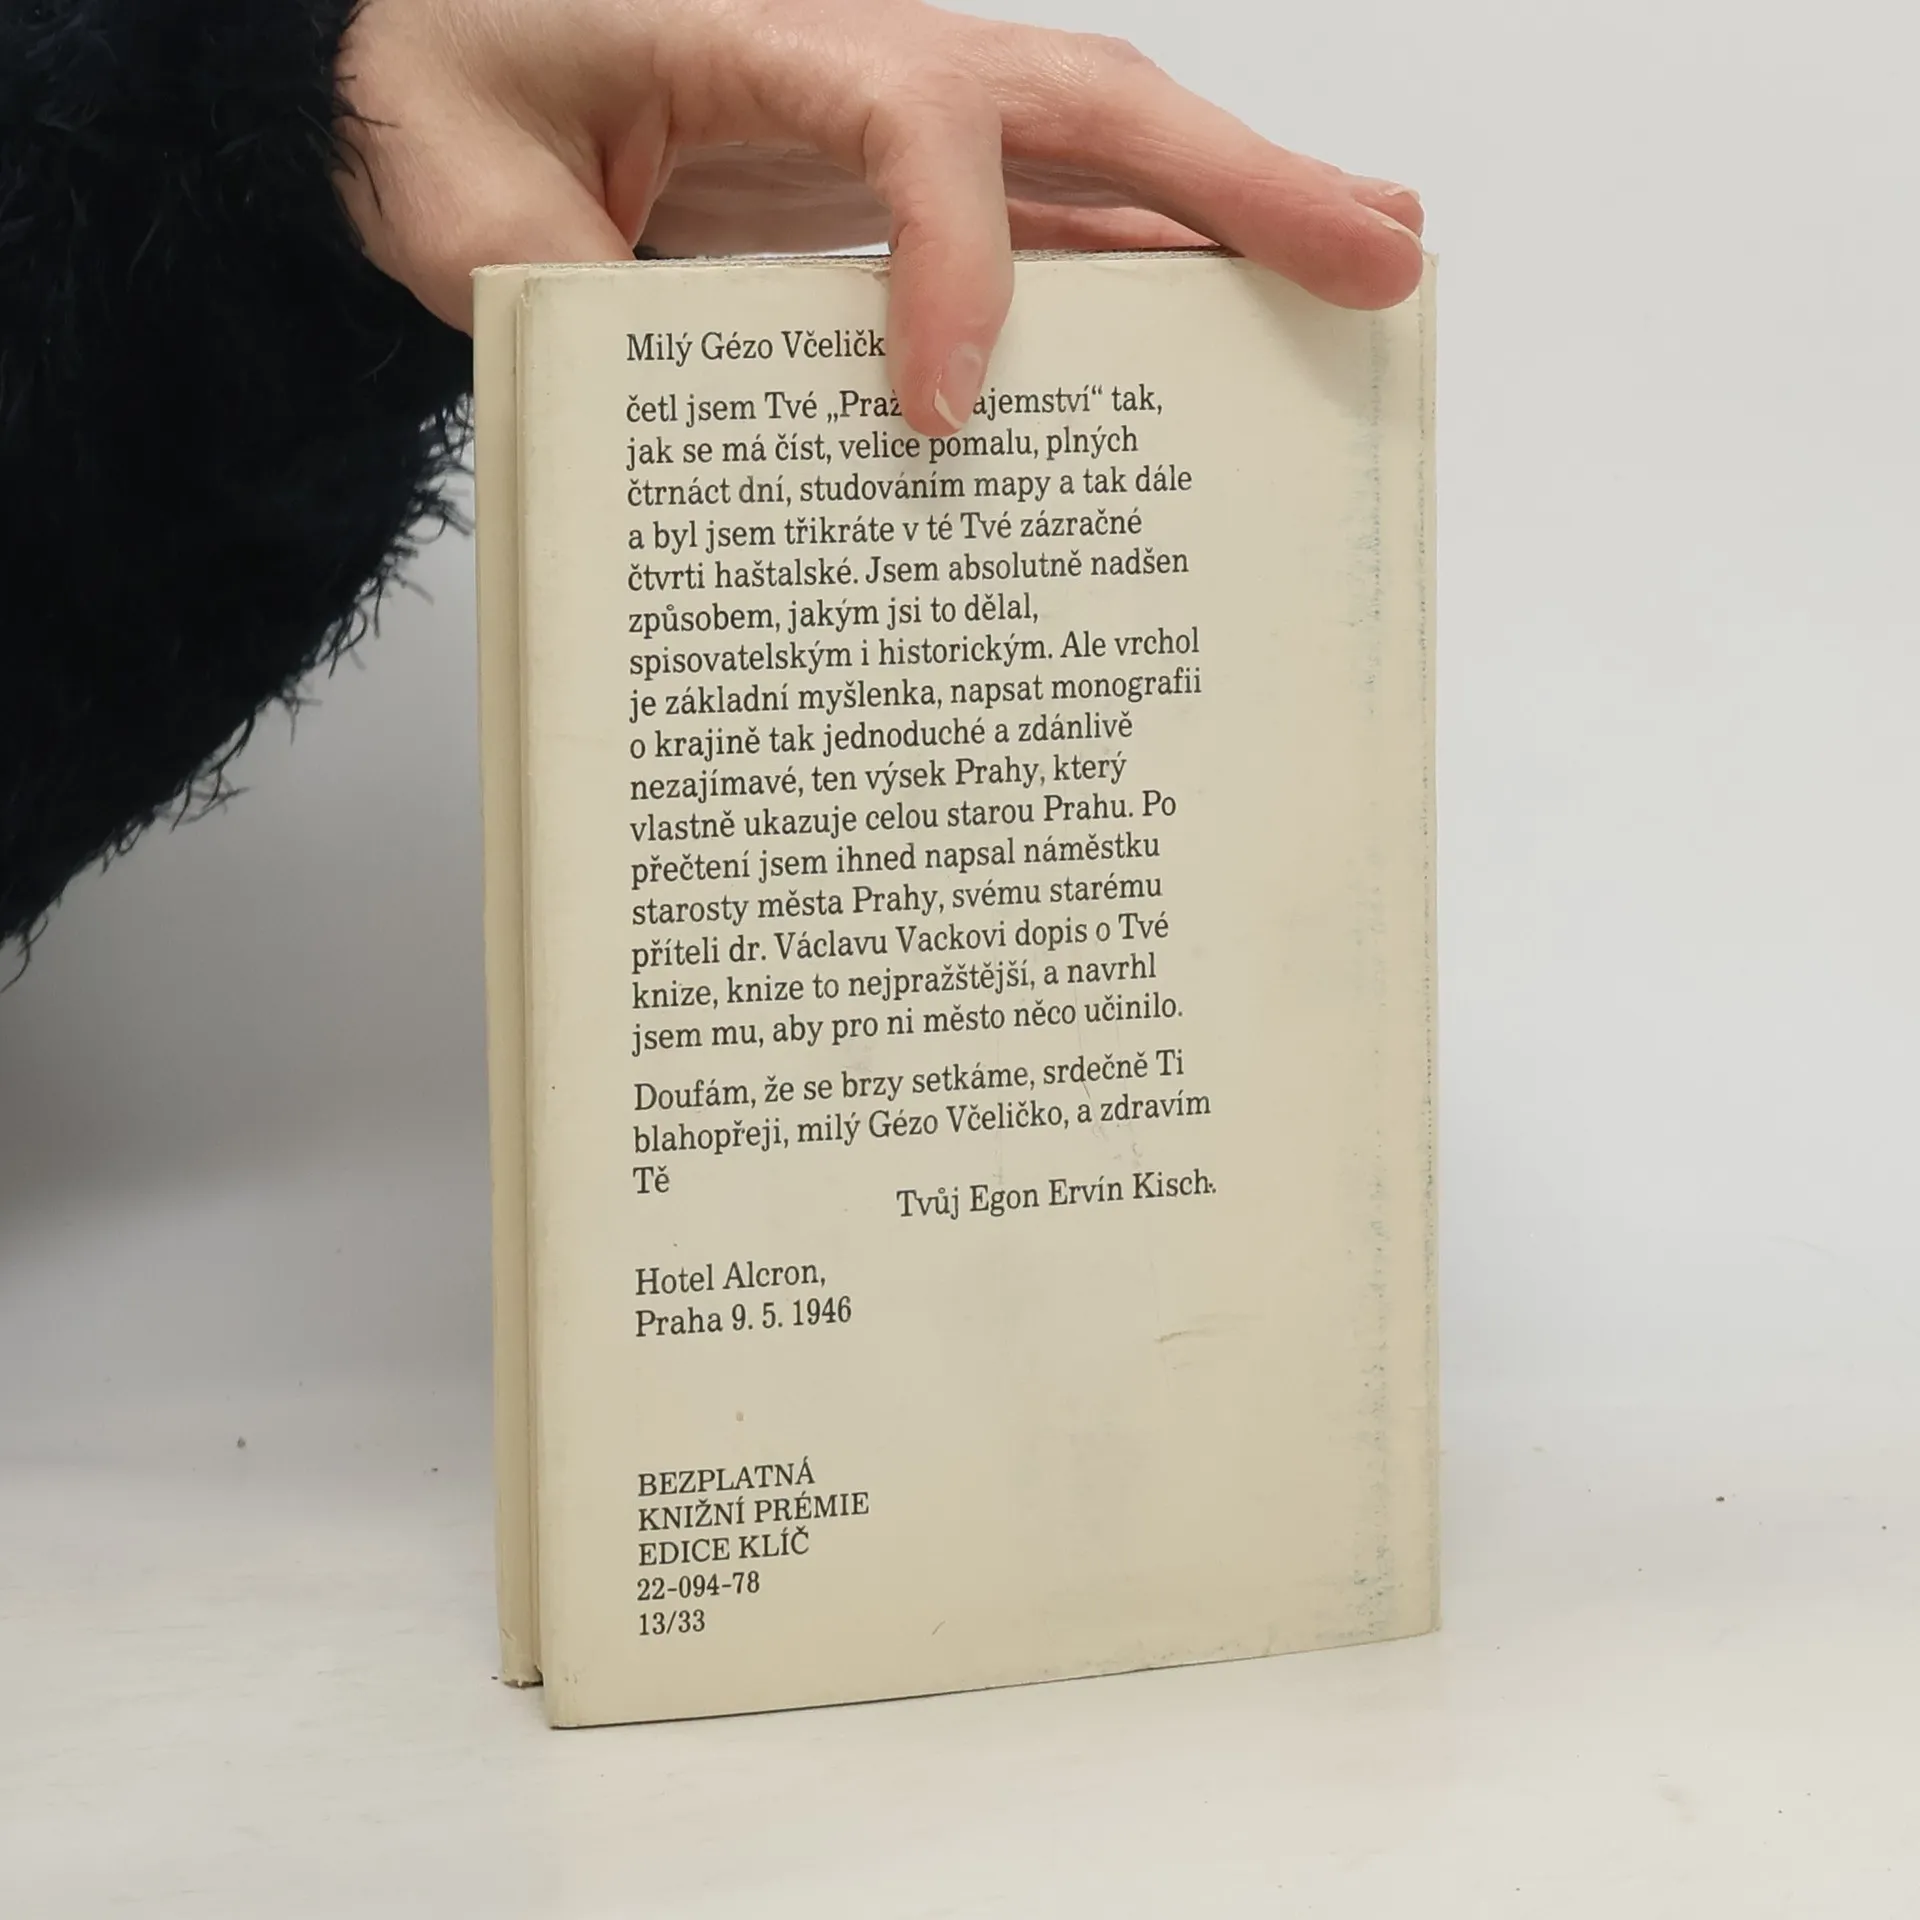 Milý Gézo Včeličk
četl jsem Tvé „Praž ajemství“ tak,
jak se má číst, velice pomalu, plných
čtrnáct dní, studováním mapy a tak dále
a byl jsem třikráte v té Tvé zázračné
čtvrti haštalské. Jsem absolutně nadšen
způsobem, jakým jsi to dělal,
spisovatelským i historickým. Ale vrchol
je základní myšlenka, napsat monografii
o krajině tak jednoduché a zdánlivě
nezajímavé, ten výsek Prahy, který
vlastně ukazuje celou starou Prahu. Po
přečtení jsem ihned napsal náměstku
starosty města Prahy, svému starému
příteli dr. Václavu Vackovi dopis o Tvé
knize, knize to nejpražštější, a navrhl
jsem mu, aby pro ni město něco učinilo.
Doufám, že se brzy setkáme, srdečně Ti
blahopřeji, milý Gézo Včeličko, a zdravím
Tě
Tvůj Egon Ervín Kisch.
Hotel Alcron,
Praha 9. 5. 1946
BEZPLATNÁ
KNIŽNÍ PRÉMIE
EDICE KLÍČ
22-094-78
13/33